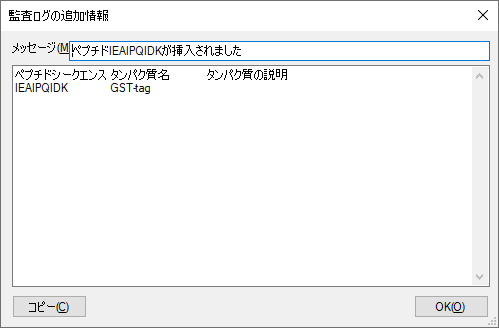 監査ログの追加情報
メッセージ(M
ペプチドIEAIPQIDKが挿入されました
ペプチドシークエンス タンパク質名 タンパク質の説明
IEAIPQIDK GST-tag
コピー(C) OK(O)